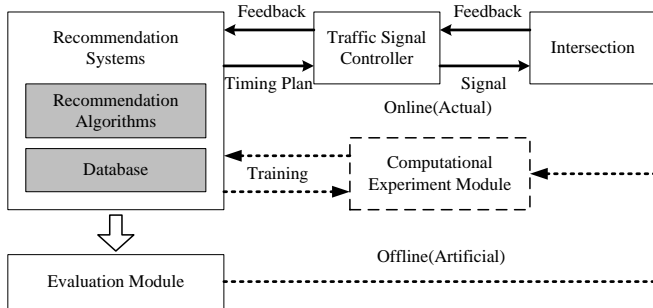 Feedback
Feedback
Recommendation
Systems
Traffic Signal
Controller
Intersection
Timing Plan
Signal
Recommendation
Algorithms
Online(Actual)
Database
Training
Computational
Experiment Module
Offline(Artificial)
Evaluation Module